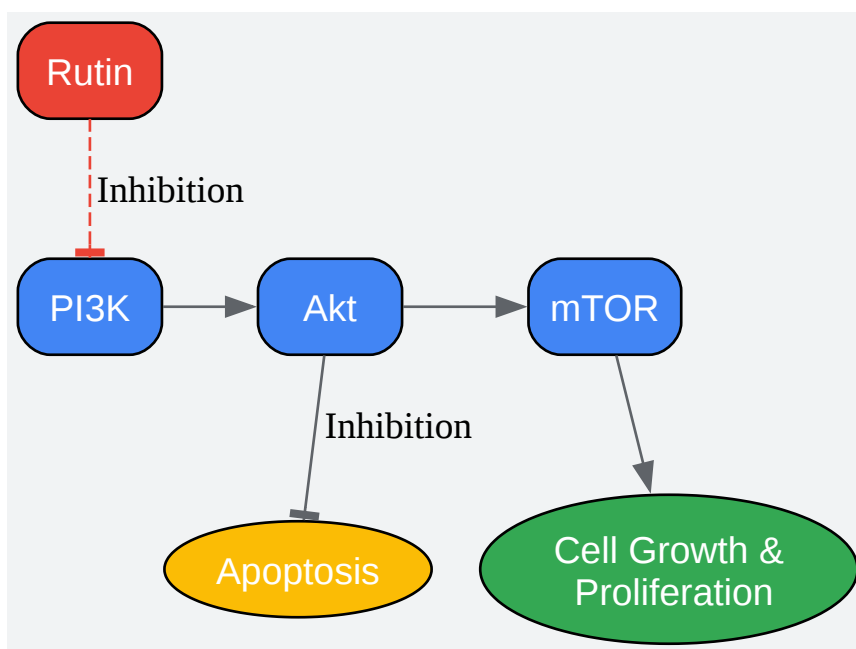 Rutin
Inhibition
PI3K
Akt
mTOR
Inhibition
Apoptosis
Cell Growth &
Proliferation